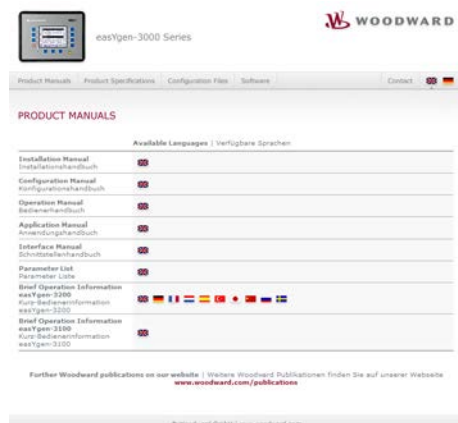 easYgen-3000 Series
WOODWARD
Product Manuals Product Specifications Configuration Files Software Contact
PRODUCT MANUALS
Available Languages | Verfügbare Sprachen
Installation Manual
Installationshandbuch
Configuration Manual
Konfigurationshandbuch
Operation Manual
Bedienerhandbuch
Application Manual
Anwendungshandbuch
Interface Manual
Schnittstellenhandbuch
Parameter List
Parameter Liste
Brief Operation Information
easYgen-3200
Kurz-Bedienerinformation
easYgen-3200
Brief Operation Information
easYgen-3100
Kurz-Bedienerinformation
easYgen-3100
Further Woodward publications on our website | Weitere Woodward Publikationen finden Sie auf unserer Webseite
www.woodward.com/publications